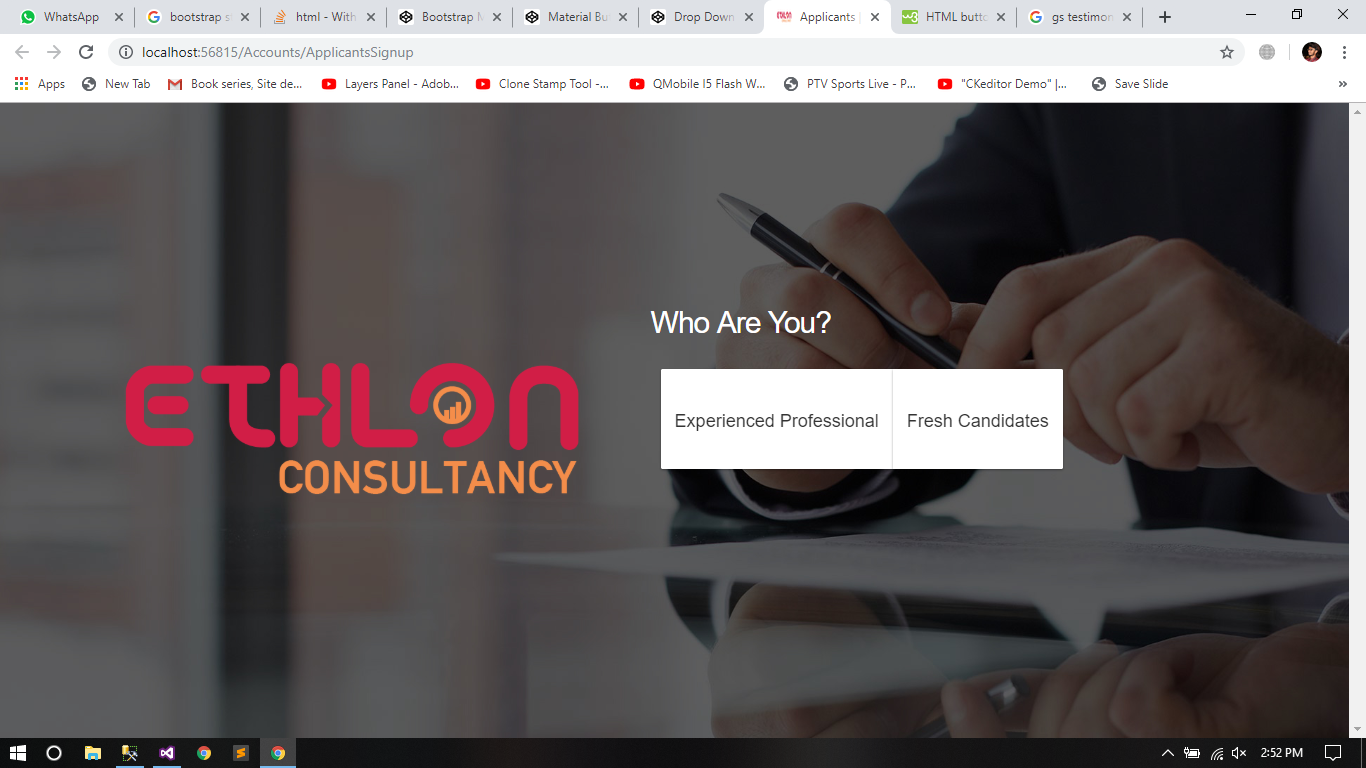 WhatsApp
bootstrap s
html - With
Bootstrap M
Material Bu
Drop Down
Applicants |
HTML butto
gs testimon
localhost:56815/Accounts/ApplicantsSignup
Apps
New Tab
Book series, Site de...
Layers Panel - Adob...
Clone Stamp Tool -...
QMobile I5 Flash W...
PTV Sports Live - P...
"CKeditor Demo" |...
Save Slide
»
Who Are You?
ETHLON
CONSULTANCY
Experienced Professional
Fresh Candidates
2:52 PM